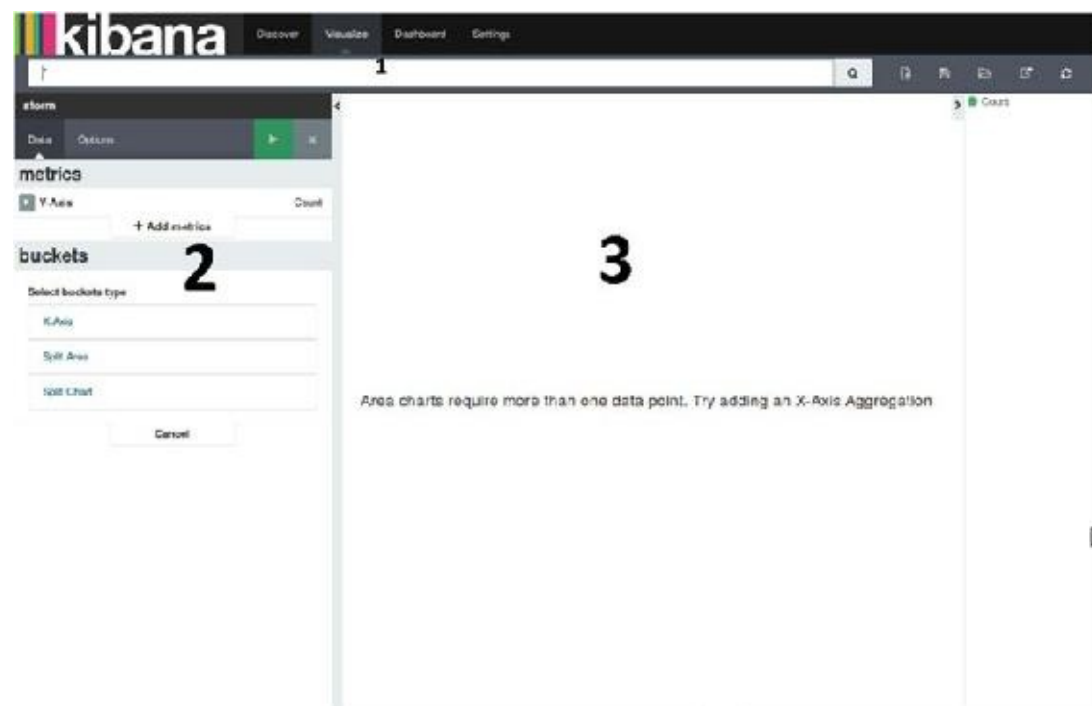 kibana Discover Visualize Dashboard Settings
*
1
storm
Data Options
Count
metrics
Y-Axis Count
+ Add metrics
buckets
2
3
Select buckets type
X-Axis
Split Area
Split Chart
Area charts require more than one data point. Try adding an X-Axis Aggregation
Cancel